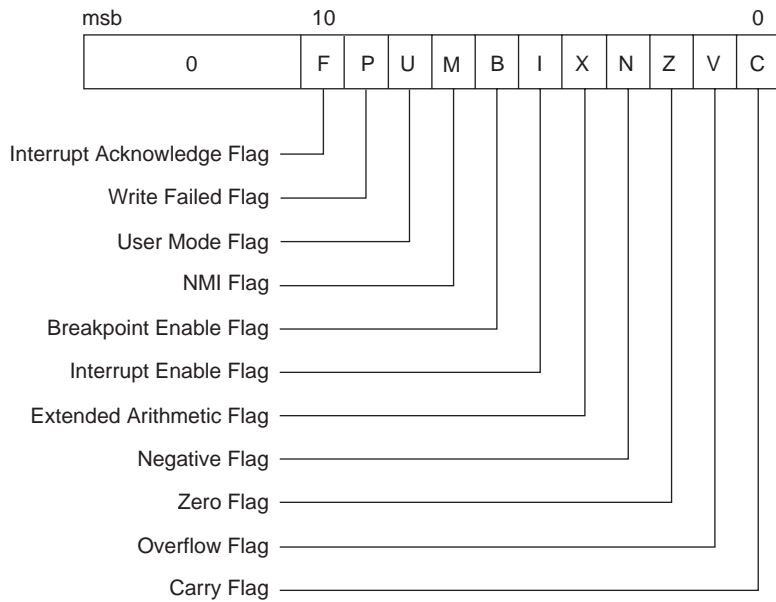 msb 10 0
0 F P U M B I X N Z V C
Interrupt Acknowledge Flag
Write Failed Flag
User Mode Flag
NMI Flag
Breakpoint Enable Flag
Interrupt Enable Flag
Extended Arithmetic Flag
Negative Flag
Zero Flag
Overflow Flag
Carry Flag